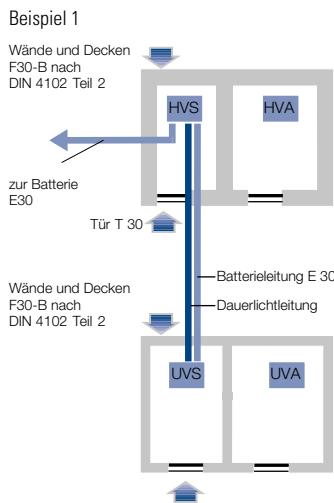 Beispiel 1
Wände und Decken
F30-B nach
DIN 4102 Teil 2
HVS
HVA
zur Batterie
E30
Tür T 30
Batterieleitung E 30
Dauerlichtleitung
Wände und Decken
F30-B nach
DIN 4102 Teil 2
UVS
UVA